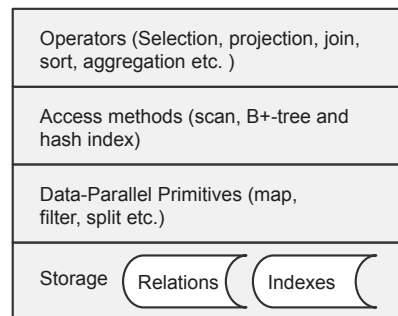 Operators (Selection, projection, join,
sort, aggregation etc. )
Access methods (scan, B+-tree and
hash index)
Data-Parallel Primitives (map,
filter, split etc.)
Storage Relations Indexes